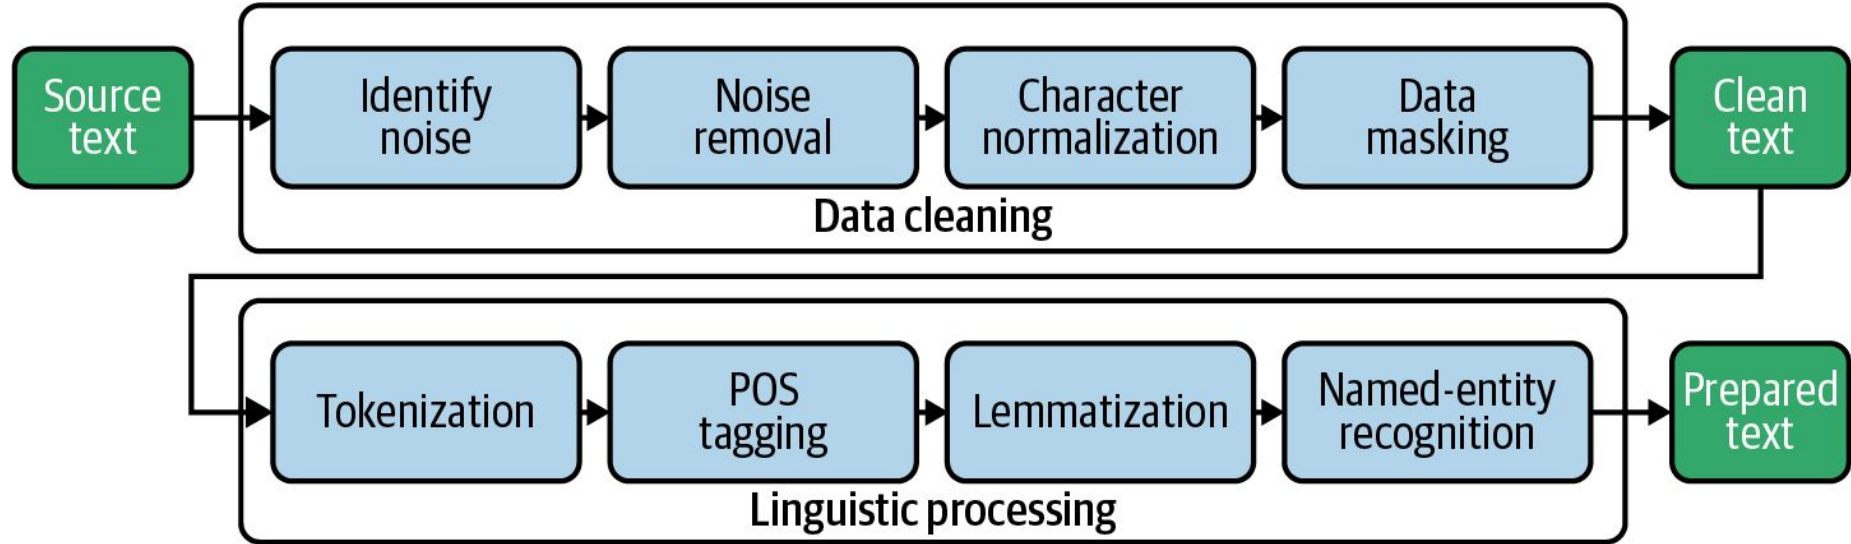 Source
text
Identify
noise
Noise
removal
Character
normalization
Data
masking
Clean
text
Data cleaning
Tokenization
POS
tagging
Lemmatization
Named-entity
recognition
Prepared
text
Linguistic processing